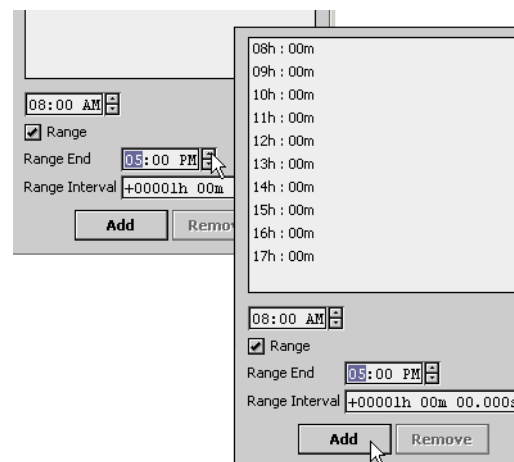 08:00 AM
Range
Range End 05:00 PM
Range Interval +00001h 00m
Add
08h : 00m
09h : 00m
10h : 00m
11h : 00m
12h : 00m
13h : 00m
14h : 00m
15h : 00m
16h : 00m
17h : 00m
08:00 AM
Range
Range End 05:00 PM
Range Interval +00001h 00m 00.000s
Add Remove